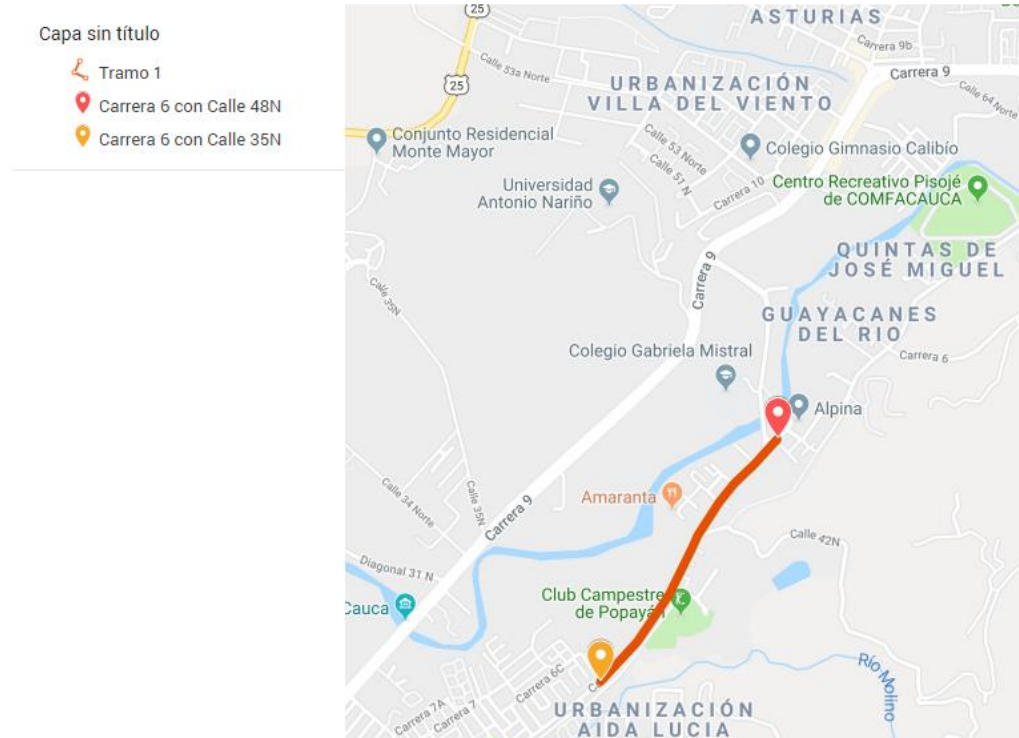 Capa sin título
Tramo 1
Carrera 6 con Calle 48N
Carrera 6 con Calle 35N
25
ASTURIAS
Carrera 9b
Calle 53a Norte
Carrera 9
25
URBANIZACIÓN
VILLA DEL VIENTO
Calle 64 Norte
Conjunto Residencial
Monte Mayor
Calle 53 Norte
Colegio Gimnasio Calibío
Calle 51 N
Carrera 10
Universidad
Antonio Nariño
Centro Recreativo Pisojé
de COMFACAUCA
QUINTAS DE
JOSÉ MIGUEL
Carrera 9
Calle 35N
GUAYACANES
DEL RIO
Colegio Gabriela Mistral
Carrera 6
Alpina
Amaranta
Calle 34 Norte
Calle 35N
Carrera 9
Calle 42N
Diagonal 31 N
Club Campestre
de Popayán
Cauca
Río Molino
Carrera 6C
Carrera 7A
Carrera 7
URBANIZACIÓN
AIDA LUCIA